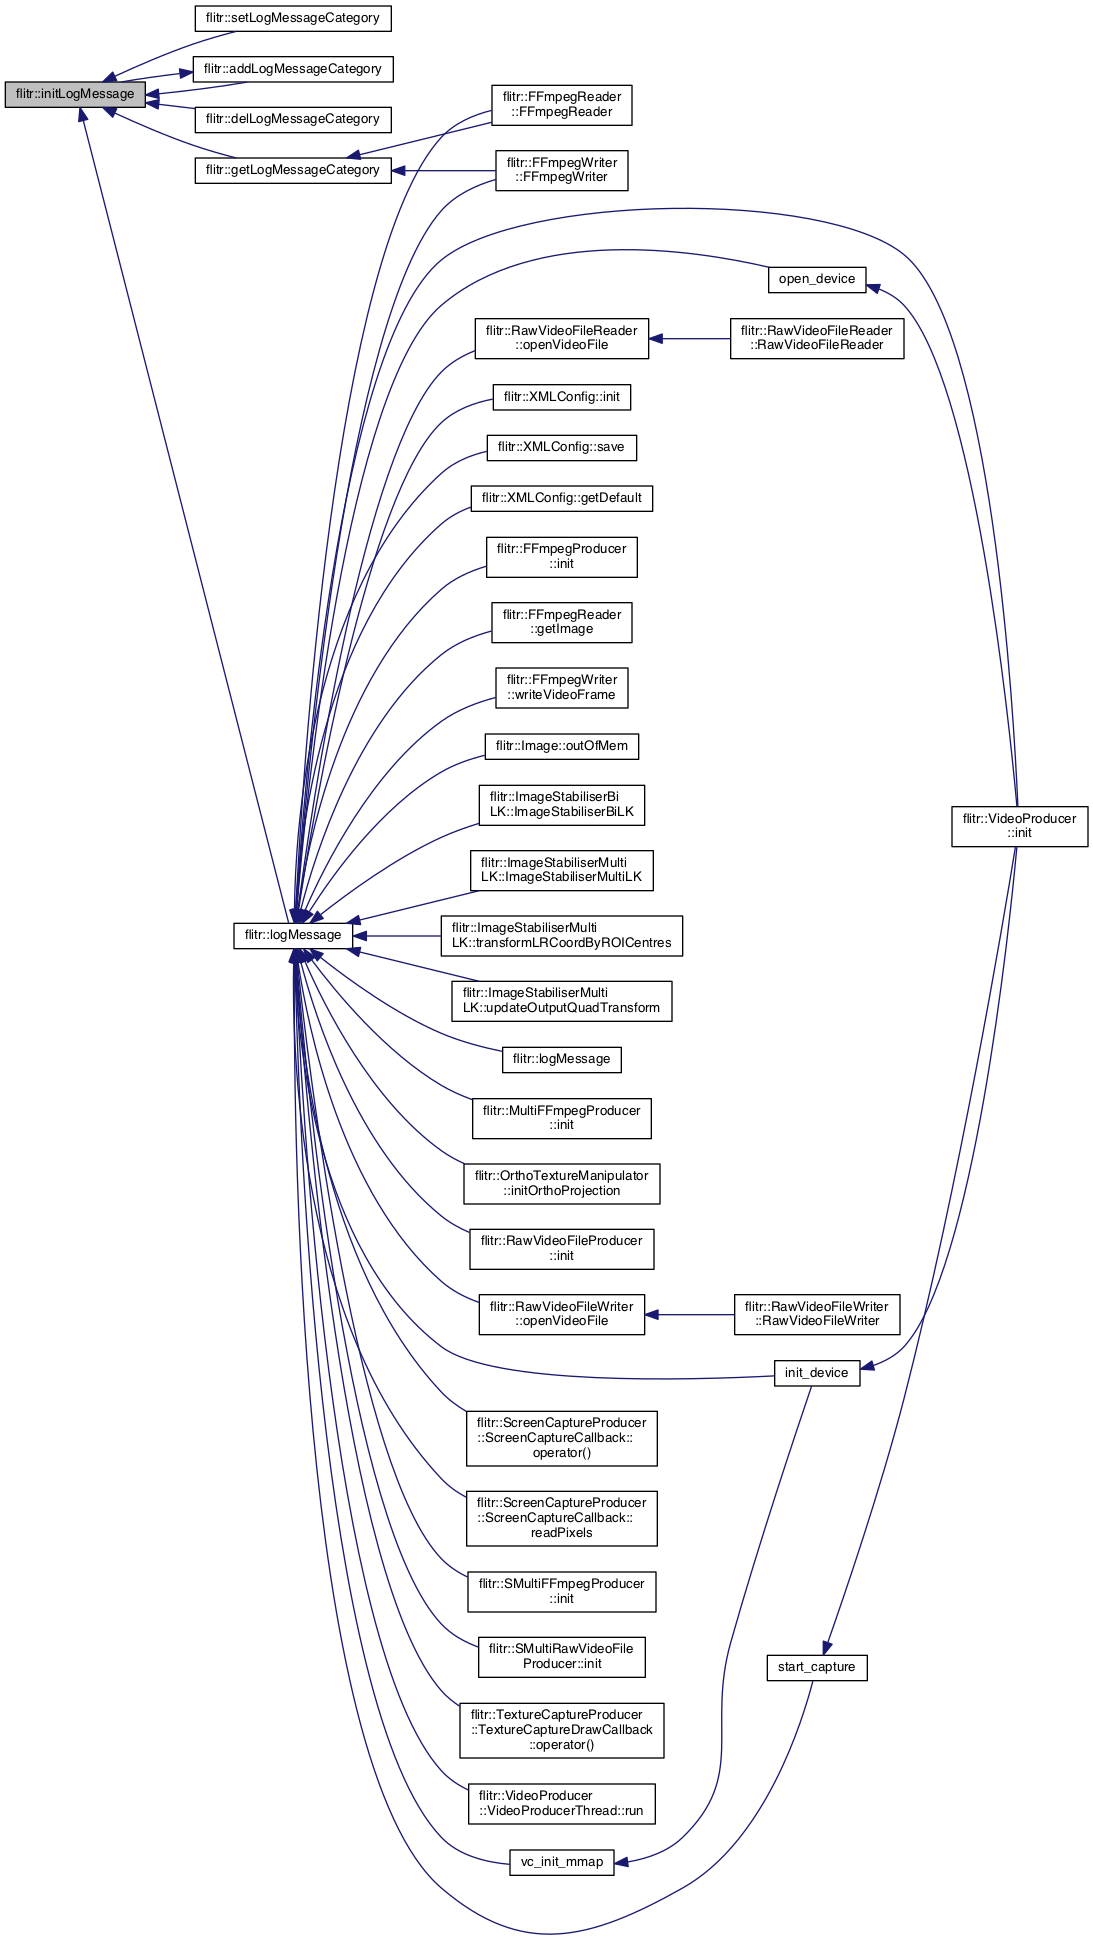 flitr::setLogMessageCategory
flitr::addLogMessageCategory
flitr::initLogMessage
flitr::delLogMessageCategory
flitr::getLogMessageCategory
flitr::FFmpegReader
::FFmpegReader
flitr::FFmpegWriter
::FFmpegWriter
open_device
flitr::RawVideoFileReader
::openVideoFile
flitr::RawVideoFileReader
::RawVideoFileReader
flitr::XMLConfig::init
flitr::XMLConfig::save
flitr::XMLConfig::getDefault
flitr::FFmpegProducer
::init
flitr::FFmpegReader
::getImage
flitr::FFmpegWriter
::writeVideoFrame
flitr::Image::outOfMem
flitr::ImageStabiliserBi
LK::ImageStabiliserBiLK
flitr::VideoProducer
::init
flitr::ImageStabiliserMulti
LK::ImageStabiliserMultiLK
flitr::logMessage
flitr::ImageStabiliserMulti
LK::transformLRCoordByROICentres
flitr::ImageStabiliserMulti
LK::updateOutputQuadTransform
flitr::logMessage
flitr::MultiFFmpegProducer
::init
flitr::OrthoTextureManipulator
::initOrthoProjection
flitr::RawVideoFileProducer
::init
flitr::RawVideoFileWriter
::openVideoFile
flitr::RawVideoFileWriter
::RawVideoFileWriter
init_device
flitr::ScreenCaptureProducer
::ScreenCaptureCallback::
operator()
flitr::ScreenCaptureProducer
::ScreenCaptureCallback::
readPixels
flitr::SMultiFFmpegProducer
::init
flitr::SMultiRawVideoFile
Producer::init
start_capture
flitr::TextureCaptureProducer
::TextureCaptureDrawCallback
::operator()
flitr::VideoProducer
::VideoProducerThread::run
vc_init_mmap